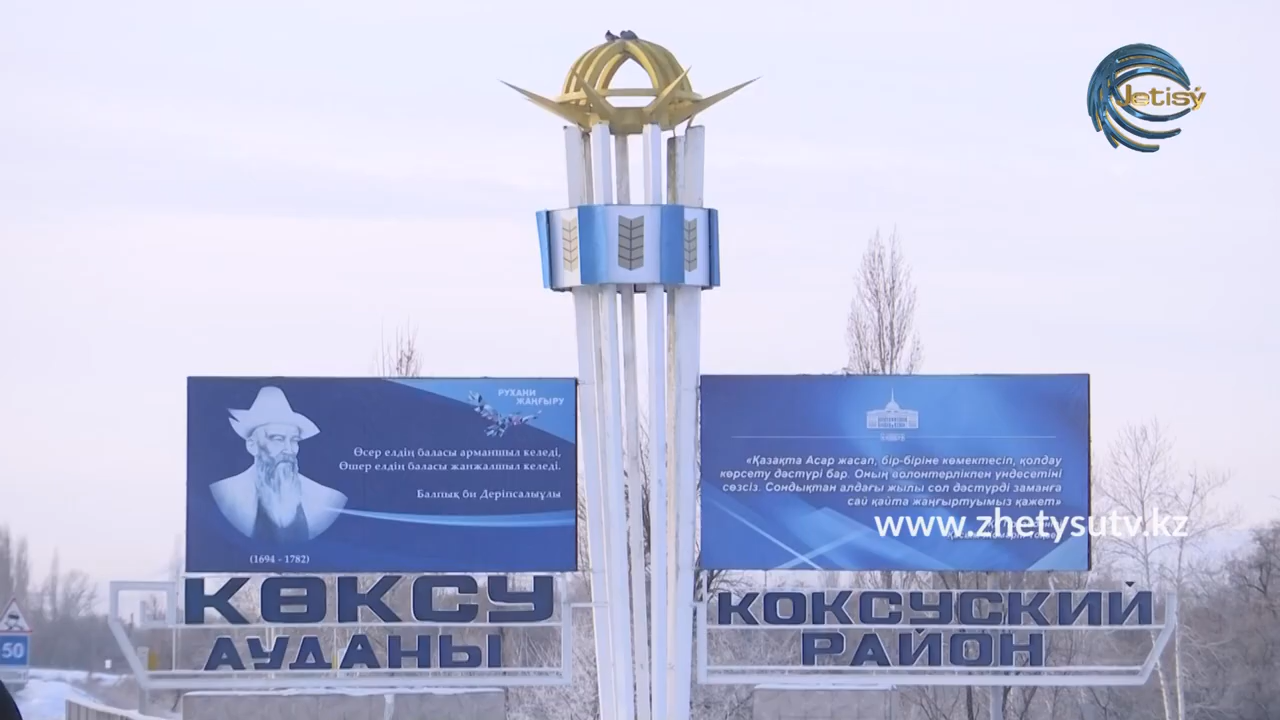 Jetisý
РУХАНИ
ЖАҢҒЫРУ
Өсер елдің баласы арманшыл келеді,
Өшер елдің баласы жанжалшыл келеді.
Балпық би Деріпсалыұлы
(1694 - 1782)
«Қазақта Асар жасап, бір-біріне көмектесіп, қолдау
көрсету дәстүрі бар. Оның волонтерлікпен үндесетіні
сөзсіз. Сондықтан алдағы жылы сол дәстүрді заманға
сай қайта жаңғыртуымыз қажет»
www.zhetysutv.kz
КӨКСУ
АУДАНЫ
КОКСУСКИЙ
РАЙОН
50